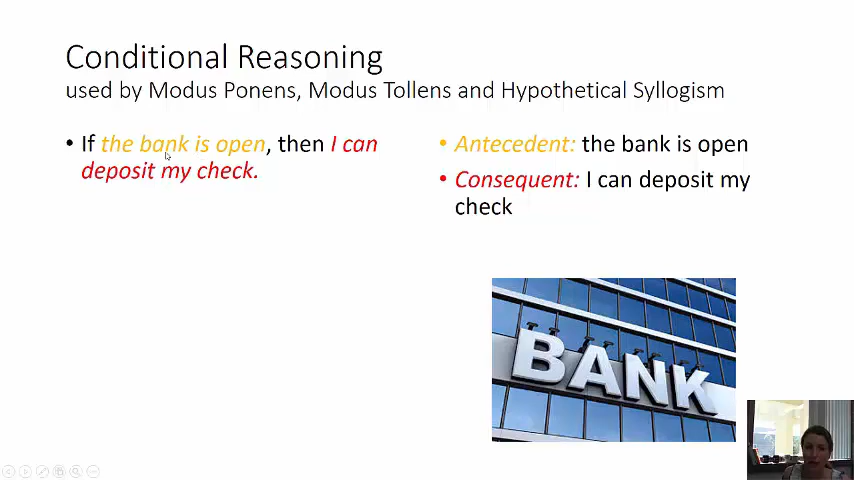 Conditional Reasoning
used by Modus Ponens, Modus Tollens and Hypothetical Syllogism
• If the bank is open, then I can
deposit my check.
• Antecedent: the bank is open
• Consequent: I can deposit my
check
BANK